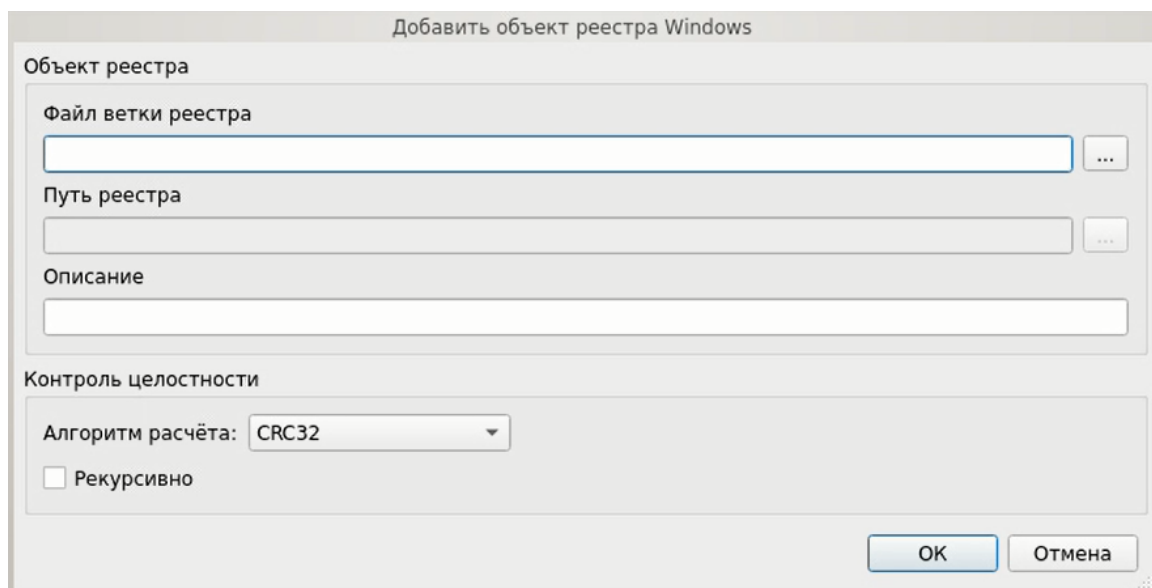 Добавить объект реестра Windows
Объект реестра
Файл ветки реестра
...
Путь реестра
...
Описание
Контроль целостности
Алгоритм расчёта: CRC32
Рекурсивно
ОК Отмена